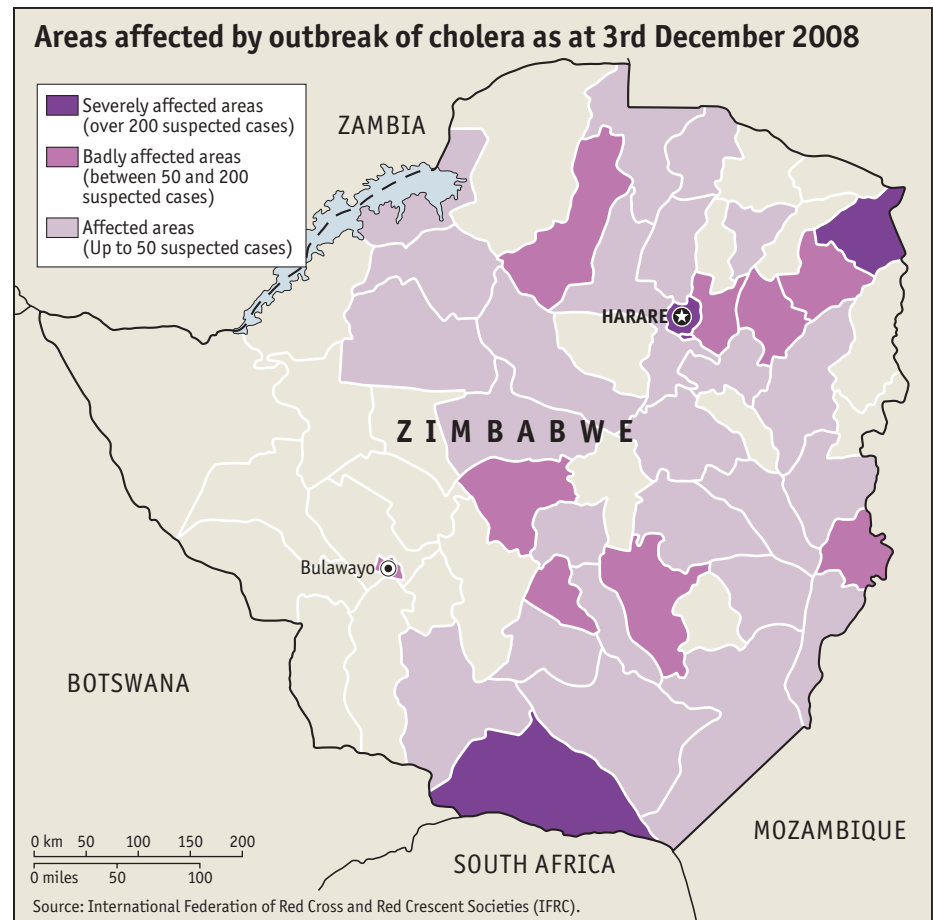 Areas affected by outbreak of cholera as at 3rd December 2008
Severely affected areas
(over 200 suspected cases)
Badly affected areas
(between 50 and 200
suspected cases)
Affected areas
(Up to 50 suspected cases)
ZAMBIA
HARARE
ZIMBABWE
Bulawayo
BOTSWANA
MOZAMBIQUE
SOUTH AFRICA
0 km 50 100 150 200
0 miles 50 100
Source: International Federation of Red Cross and Red Crescent Societies (IFRC).